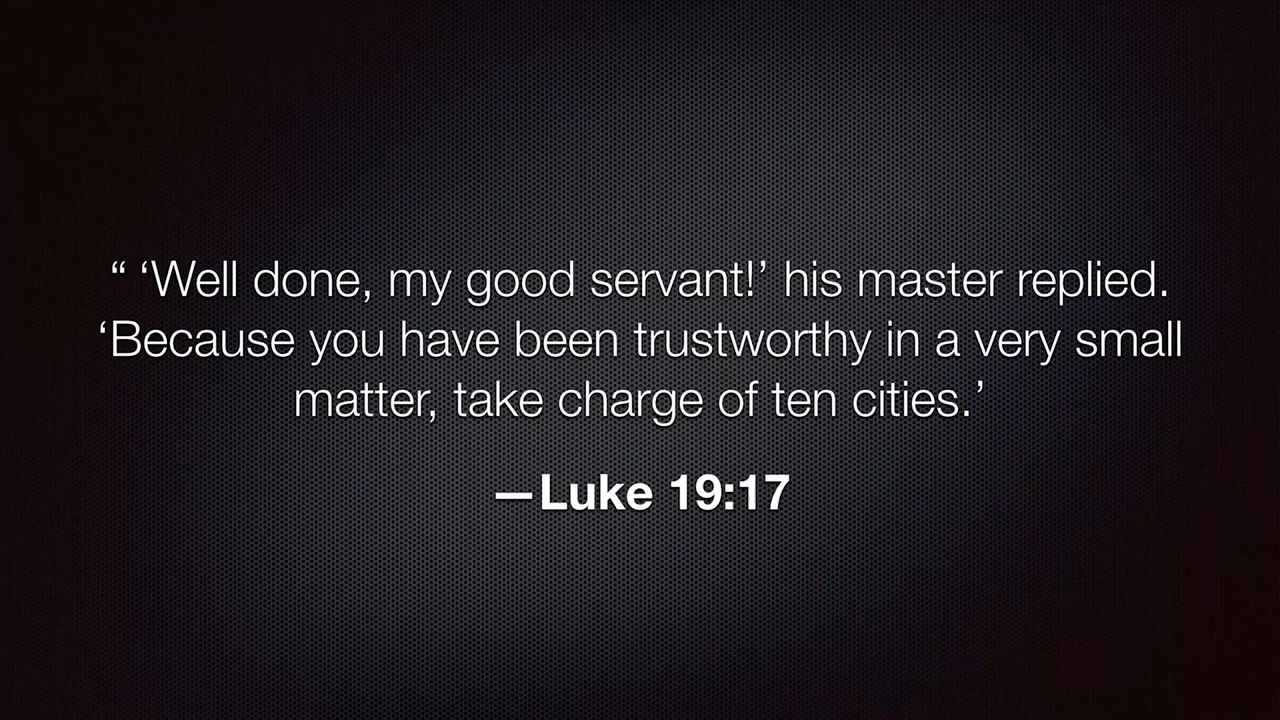 “ ‘Well done, my good servant!’ his master replied.
‘Because you have been trustworthy in a very small
matter, take charge of ten cities.’
—Luke 19:17